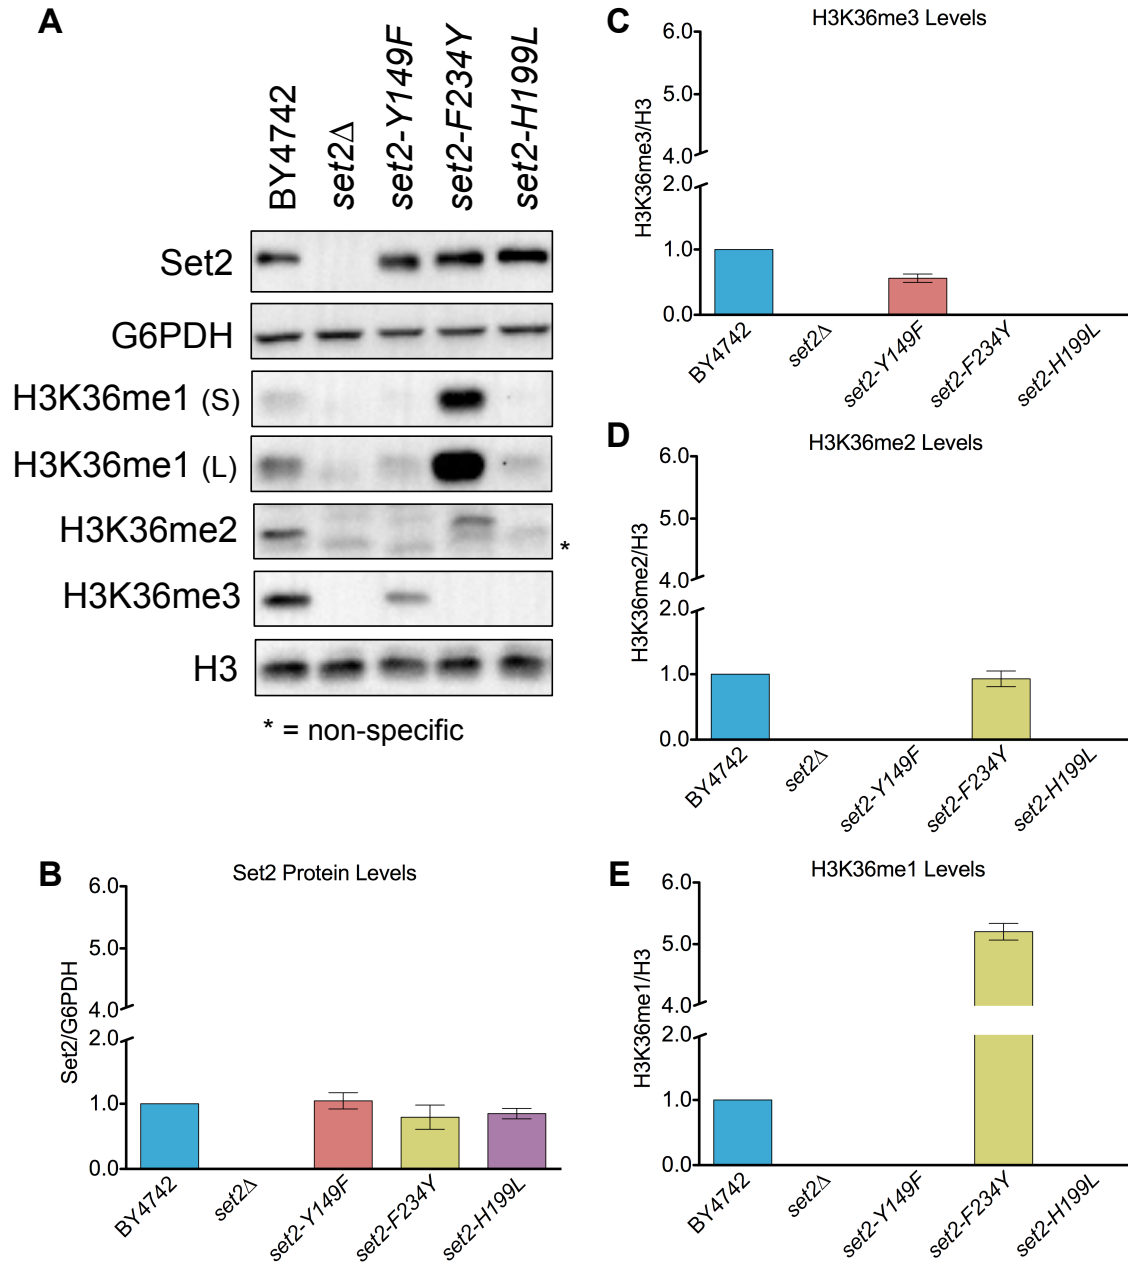 A
BY4742
set2Δ
set2-Y149F
set2-F234Y
set2-H199L
Set2
G6PDH
H3K36me1 (S)
H3K36me1 (L)
H3K36me2
*
H3K36me3
H3
* = non-specific
B
Set2 Protein Levels
Set2/G6PDH
6.0
5.0
4.0
2.0
1.0
0.0
BY4742
set2Δ
set2-Y149F
set2-F234Y
set2-H199L
C
H3K36me3 Levels
H3K36me3/H3
6.0
5.0
4.0
2.0
1.0
0.0
BY4742
set2Δ
set2-Y149F
set2-F234Y
set2-H199L
D
H3K36me2 Levels
H3K36me2/H3
6.0
5.0
4.0
2.0
1.0
0.0
BY4742
set2Δ
set2-Y149F
set2-F234Y
set2-H199L
E
H3K36me1 Levels
H3K36me1/H3
6.0
5.0
4.0
2.0
1.0
0.0
BY4742
set2Δ
set2-Y149F
set2-F234Y
set2-H199L